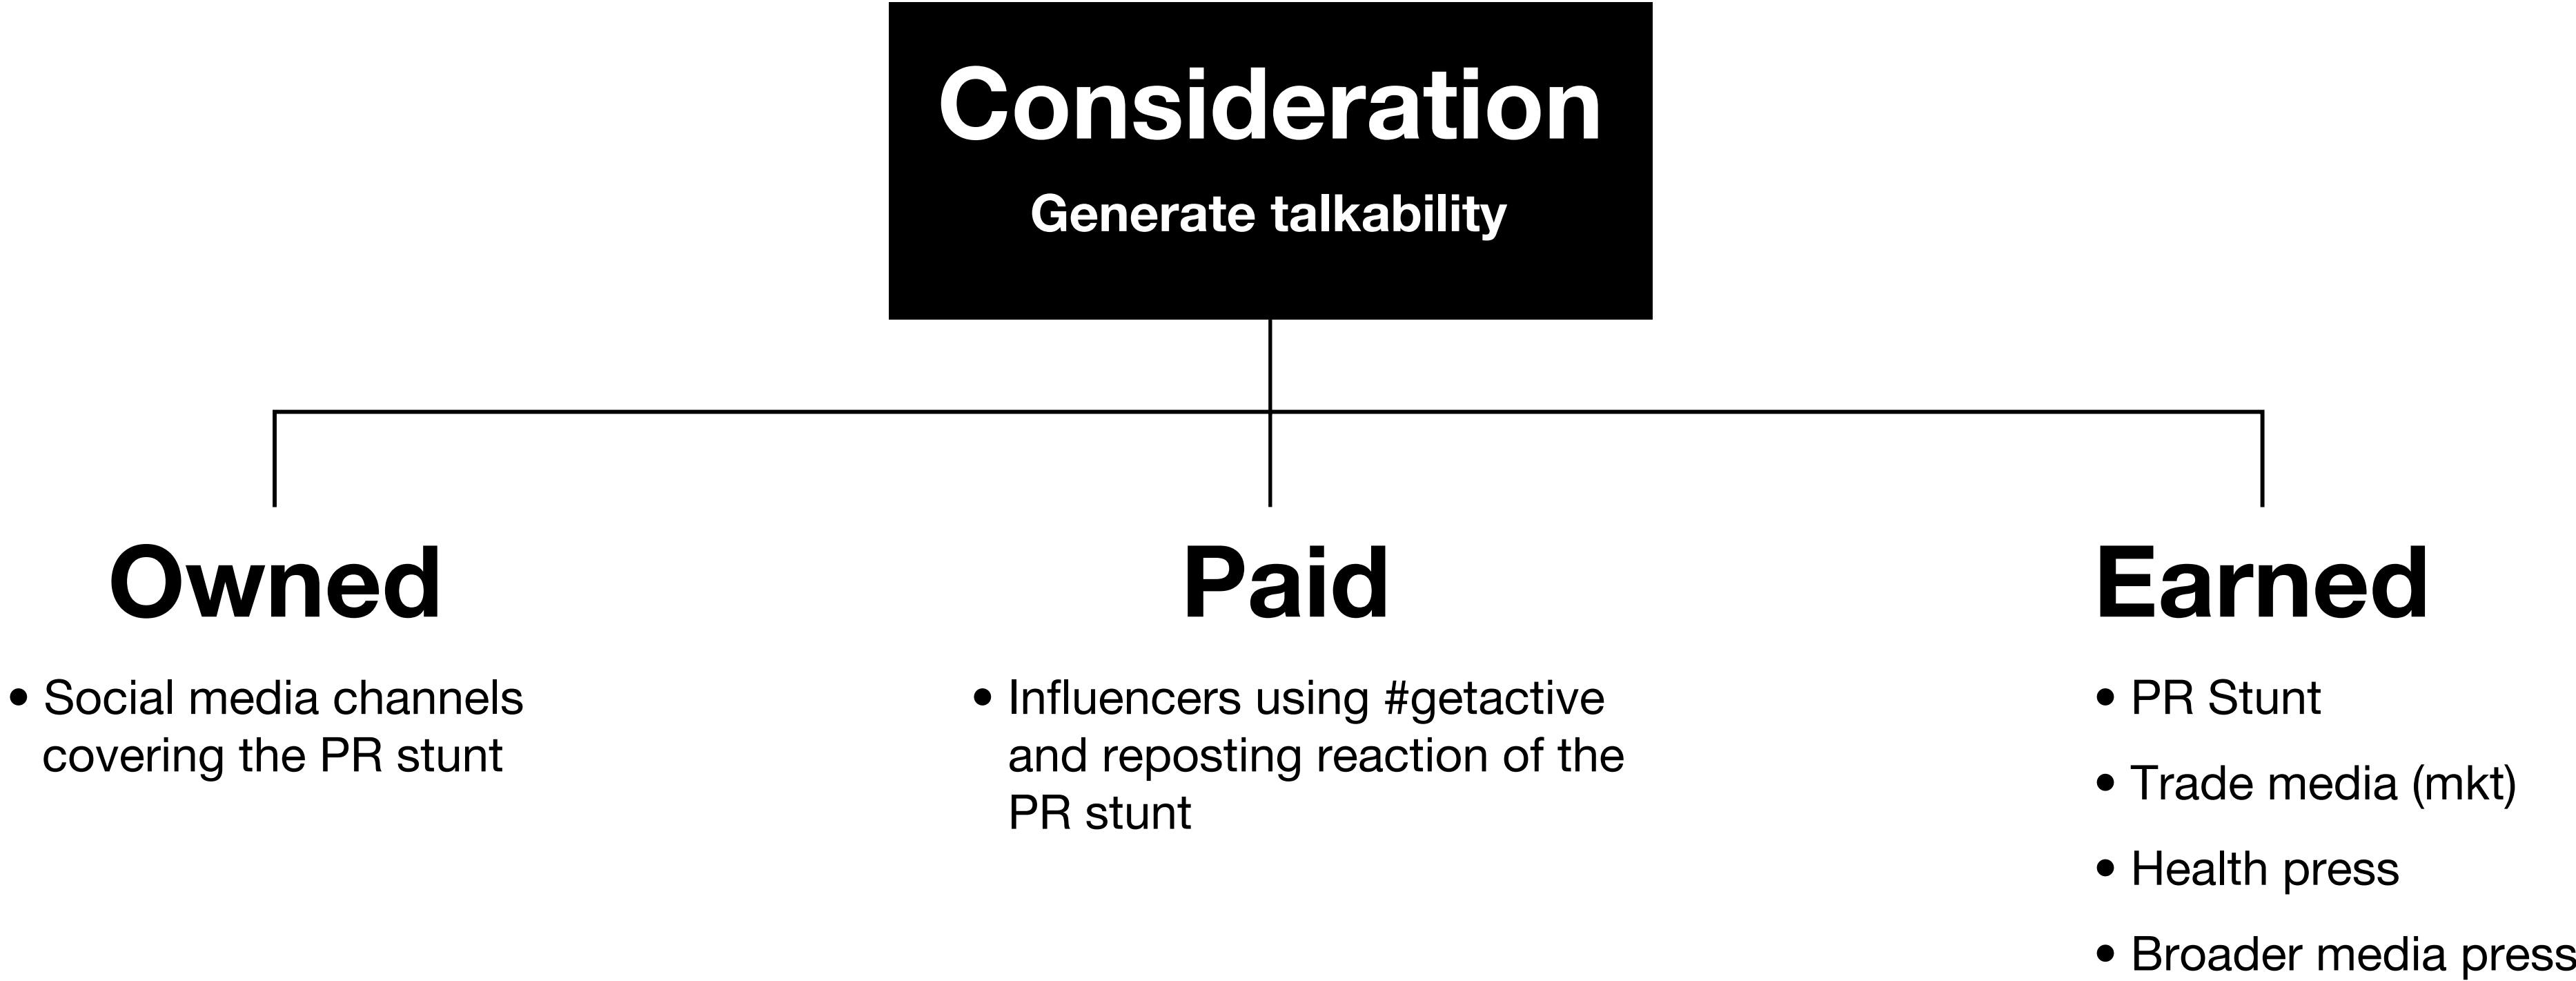 Consideration
Generate talkability
Owned
• Social media channels
covering the PR stunt
Paid
• Influencers using #getactive
and reposting reaction of the
PR stunt
Earned
• PR Stunt
• Trade media (mkt)
• Health press
• Broader media press